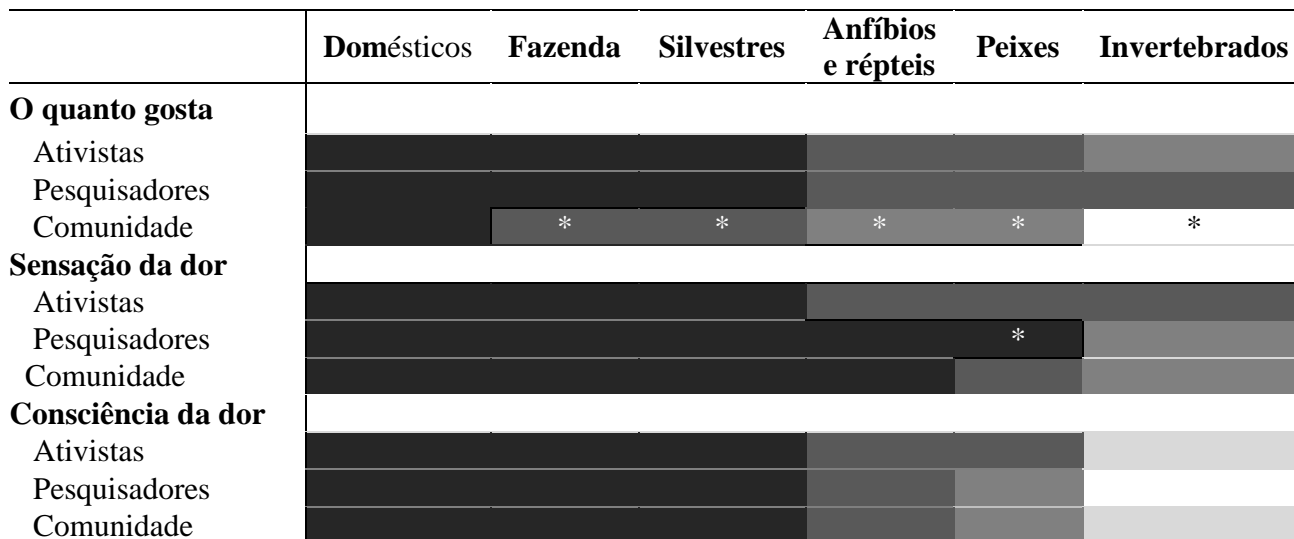 Domésticos Fazenda Silvestres Anfíbios e répteis Peixes Invertebrados
O quanto gosta
Ativistas
Pesquisadores
Comunidade * * * * *
Sensação da dor
Ativistas
Pesquisadores *
Comunidade
Consciência da dor
Ativistas
Pesquisadores
Comunidade